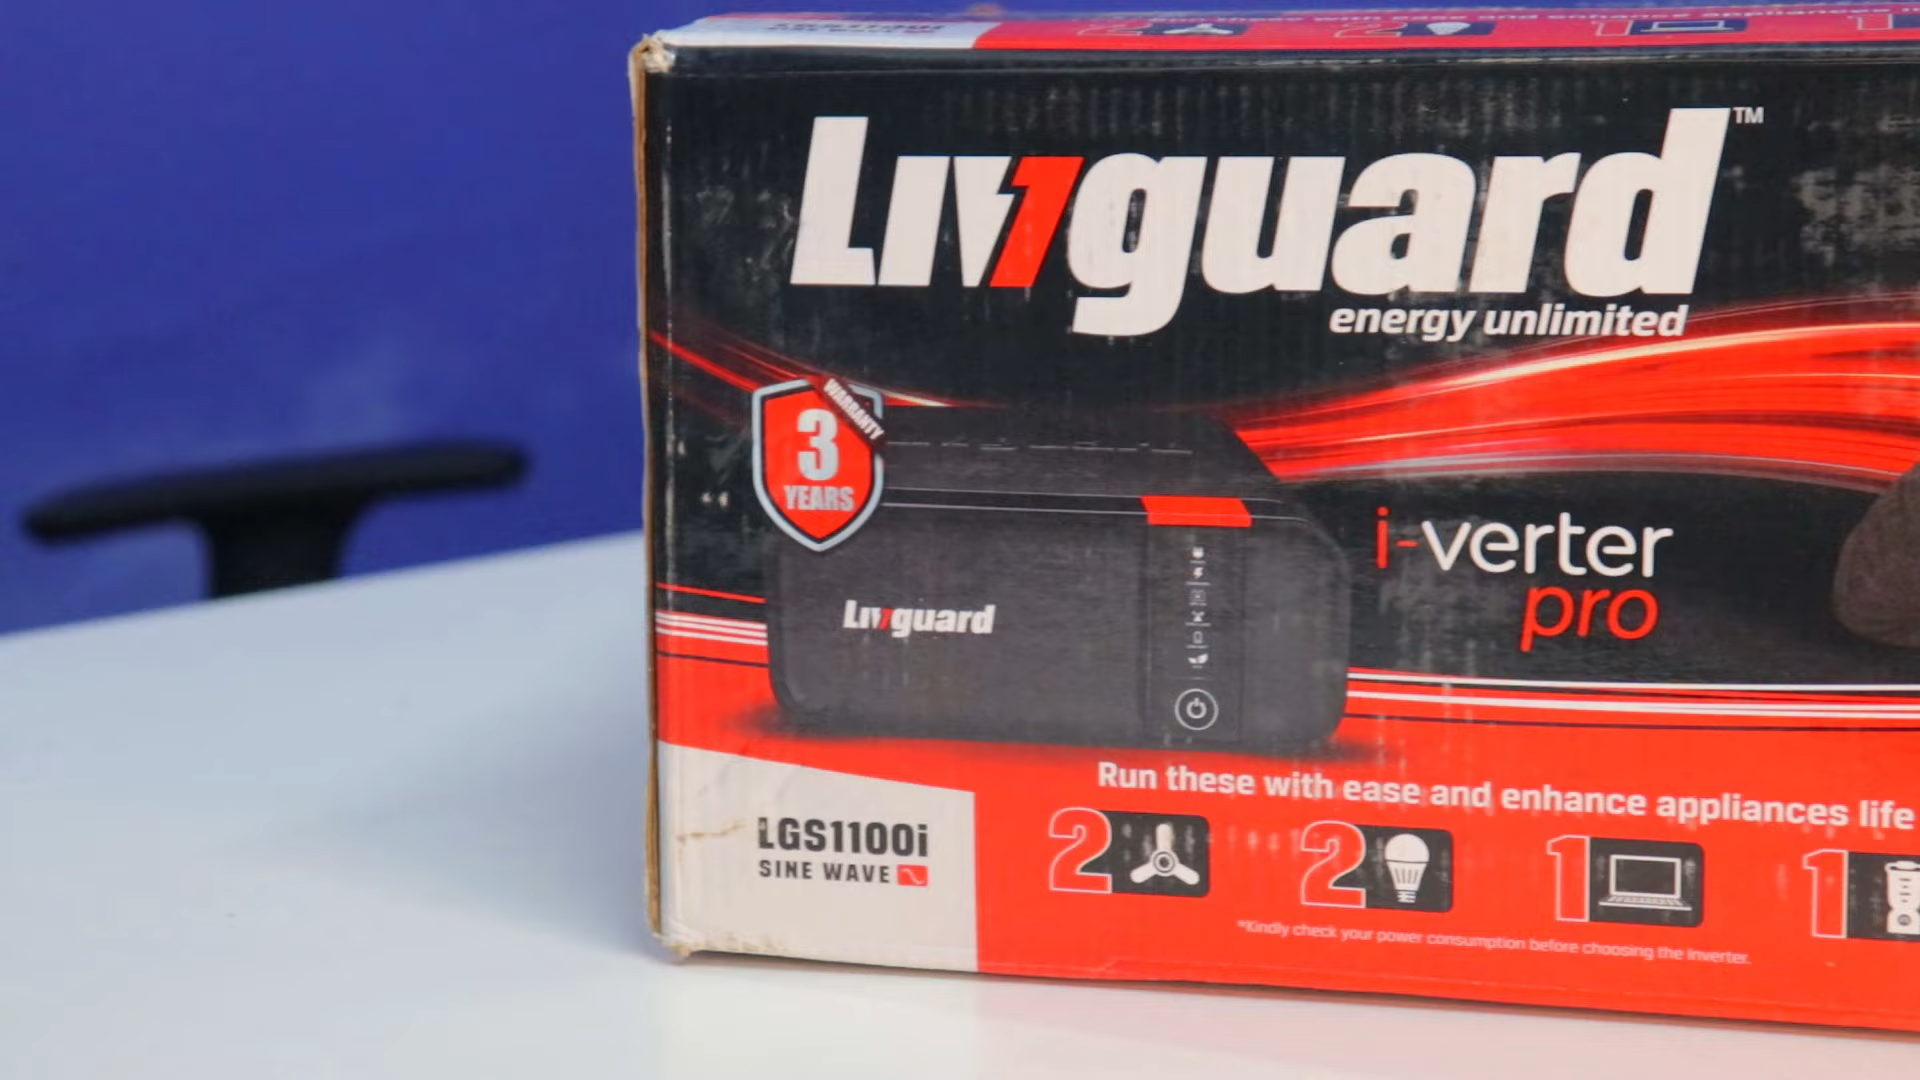 Livguard™
energy unlimited
WARRANTY
3
YEARS
Livguard
i-verter
pro
Run these with ease and enhance appliances life
LGS1100i
SINE WAVE
2 2 1 1
*Kindly check your power consumption before choosing the Inverter.